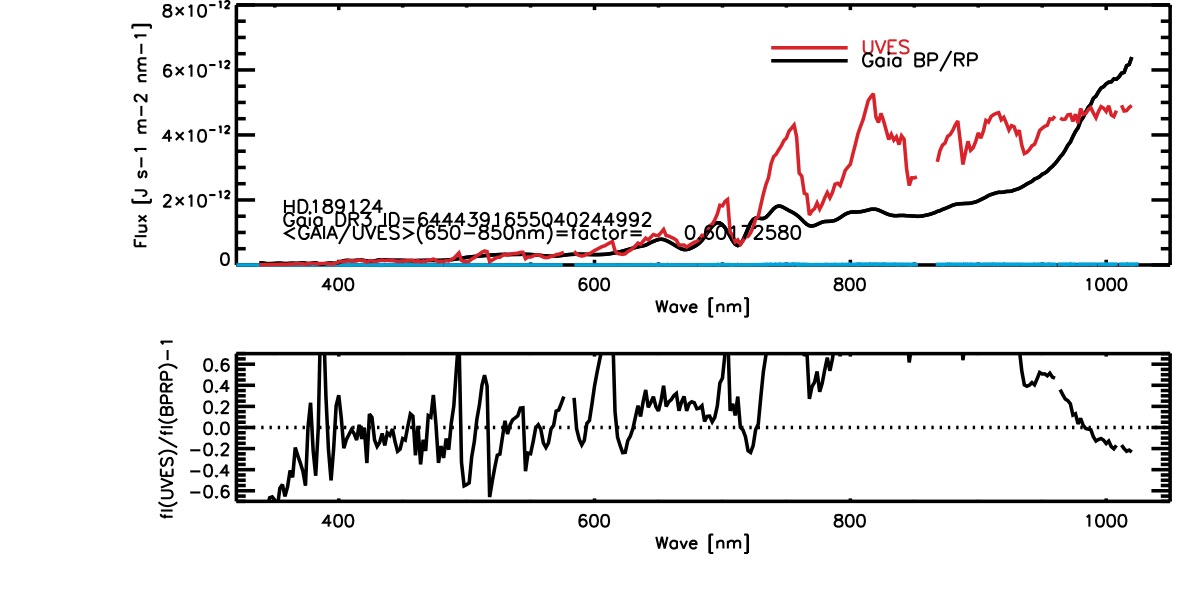 8×10−12
6×10−12
4×10−12
2×10−12
0
Flux [J s−1 m−2 nm−1]
UVES
Gaia BP/RP
HD189124
Gaia DR3 ID=6444391655040244992
<GAIA/UVES>(650−850nm)=factor= 0.60172580
400 600 800 1000
Wave [nm]
fl(UVES)/fl(BPRP)−1
0.6
0.4
0.2
0.0
−0.2
−0.4
−0.6
400 600 800 1000
Wave [nm]